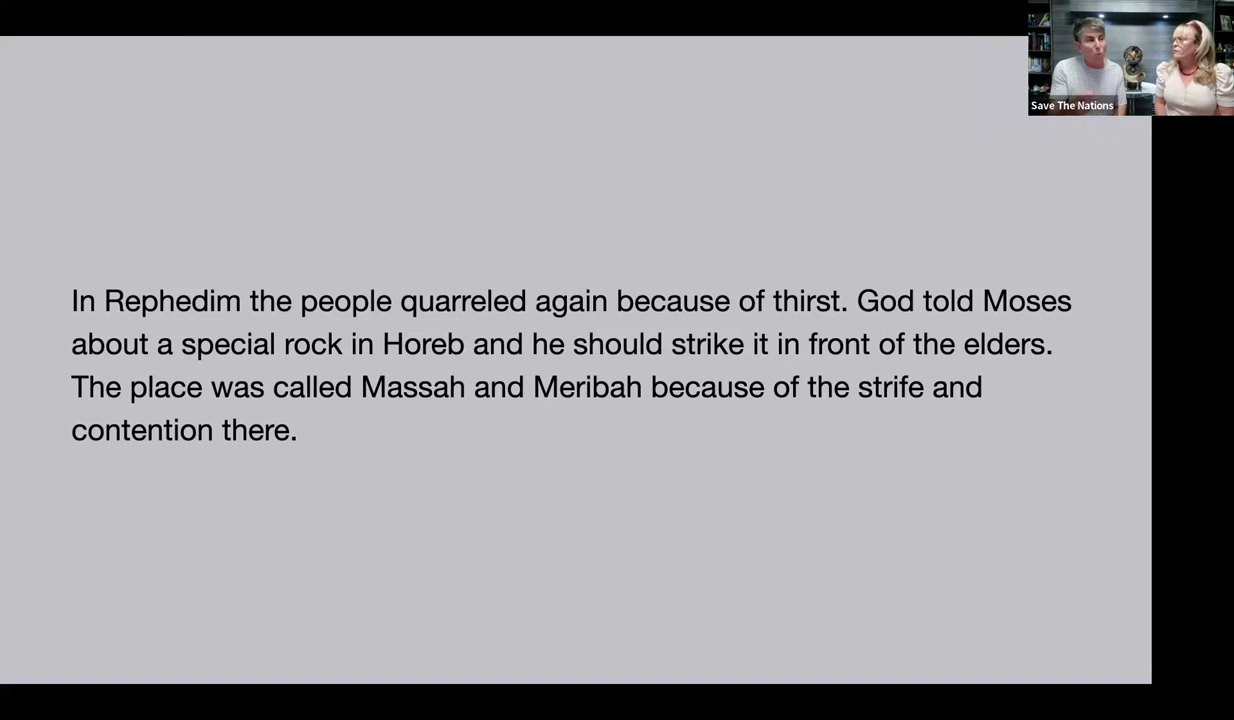 Save The Nations
In Rephedim the people quarreled again because of thirst. God told Moses
about a special rock in Horeb and he should strike it in front of the elders.
The place was called Massah and Meribah because of the strife and
contention there.